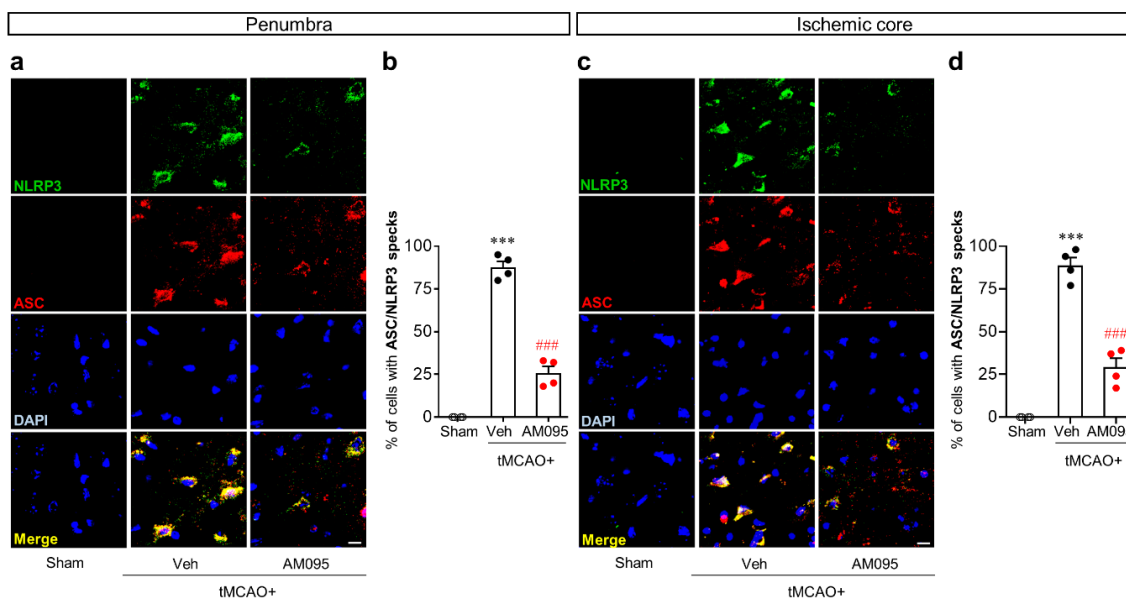 Penumbra
Ischemic core
a
b
c
d
NLRP3
ASC
DAPI
Merge
Sham
Veh
AM095
tMCAO+
% of cells with ASC/NLRP3 specks
100
75
50
25
0
***
###
Sham
Veh
AM095
tMCAO+
NLRP3
ASC
DAPI
Merge
Sham
Veh
AM095
tMCAO+
% of cells with ASC/NLRP3 specks
100
75
50
25
0
***
###
Sham
Veh
AM09
tMCAO+